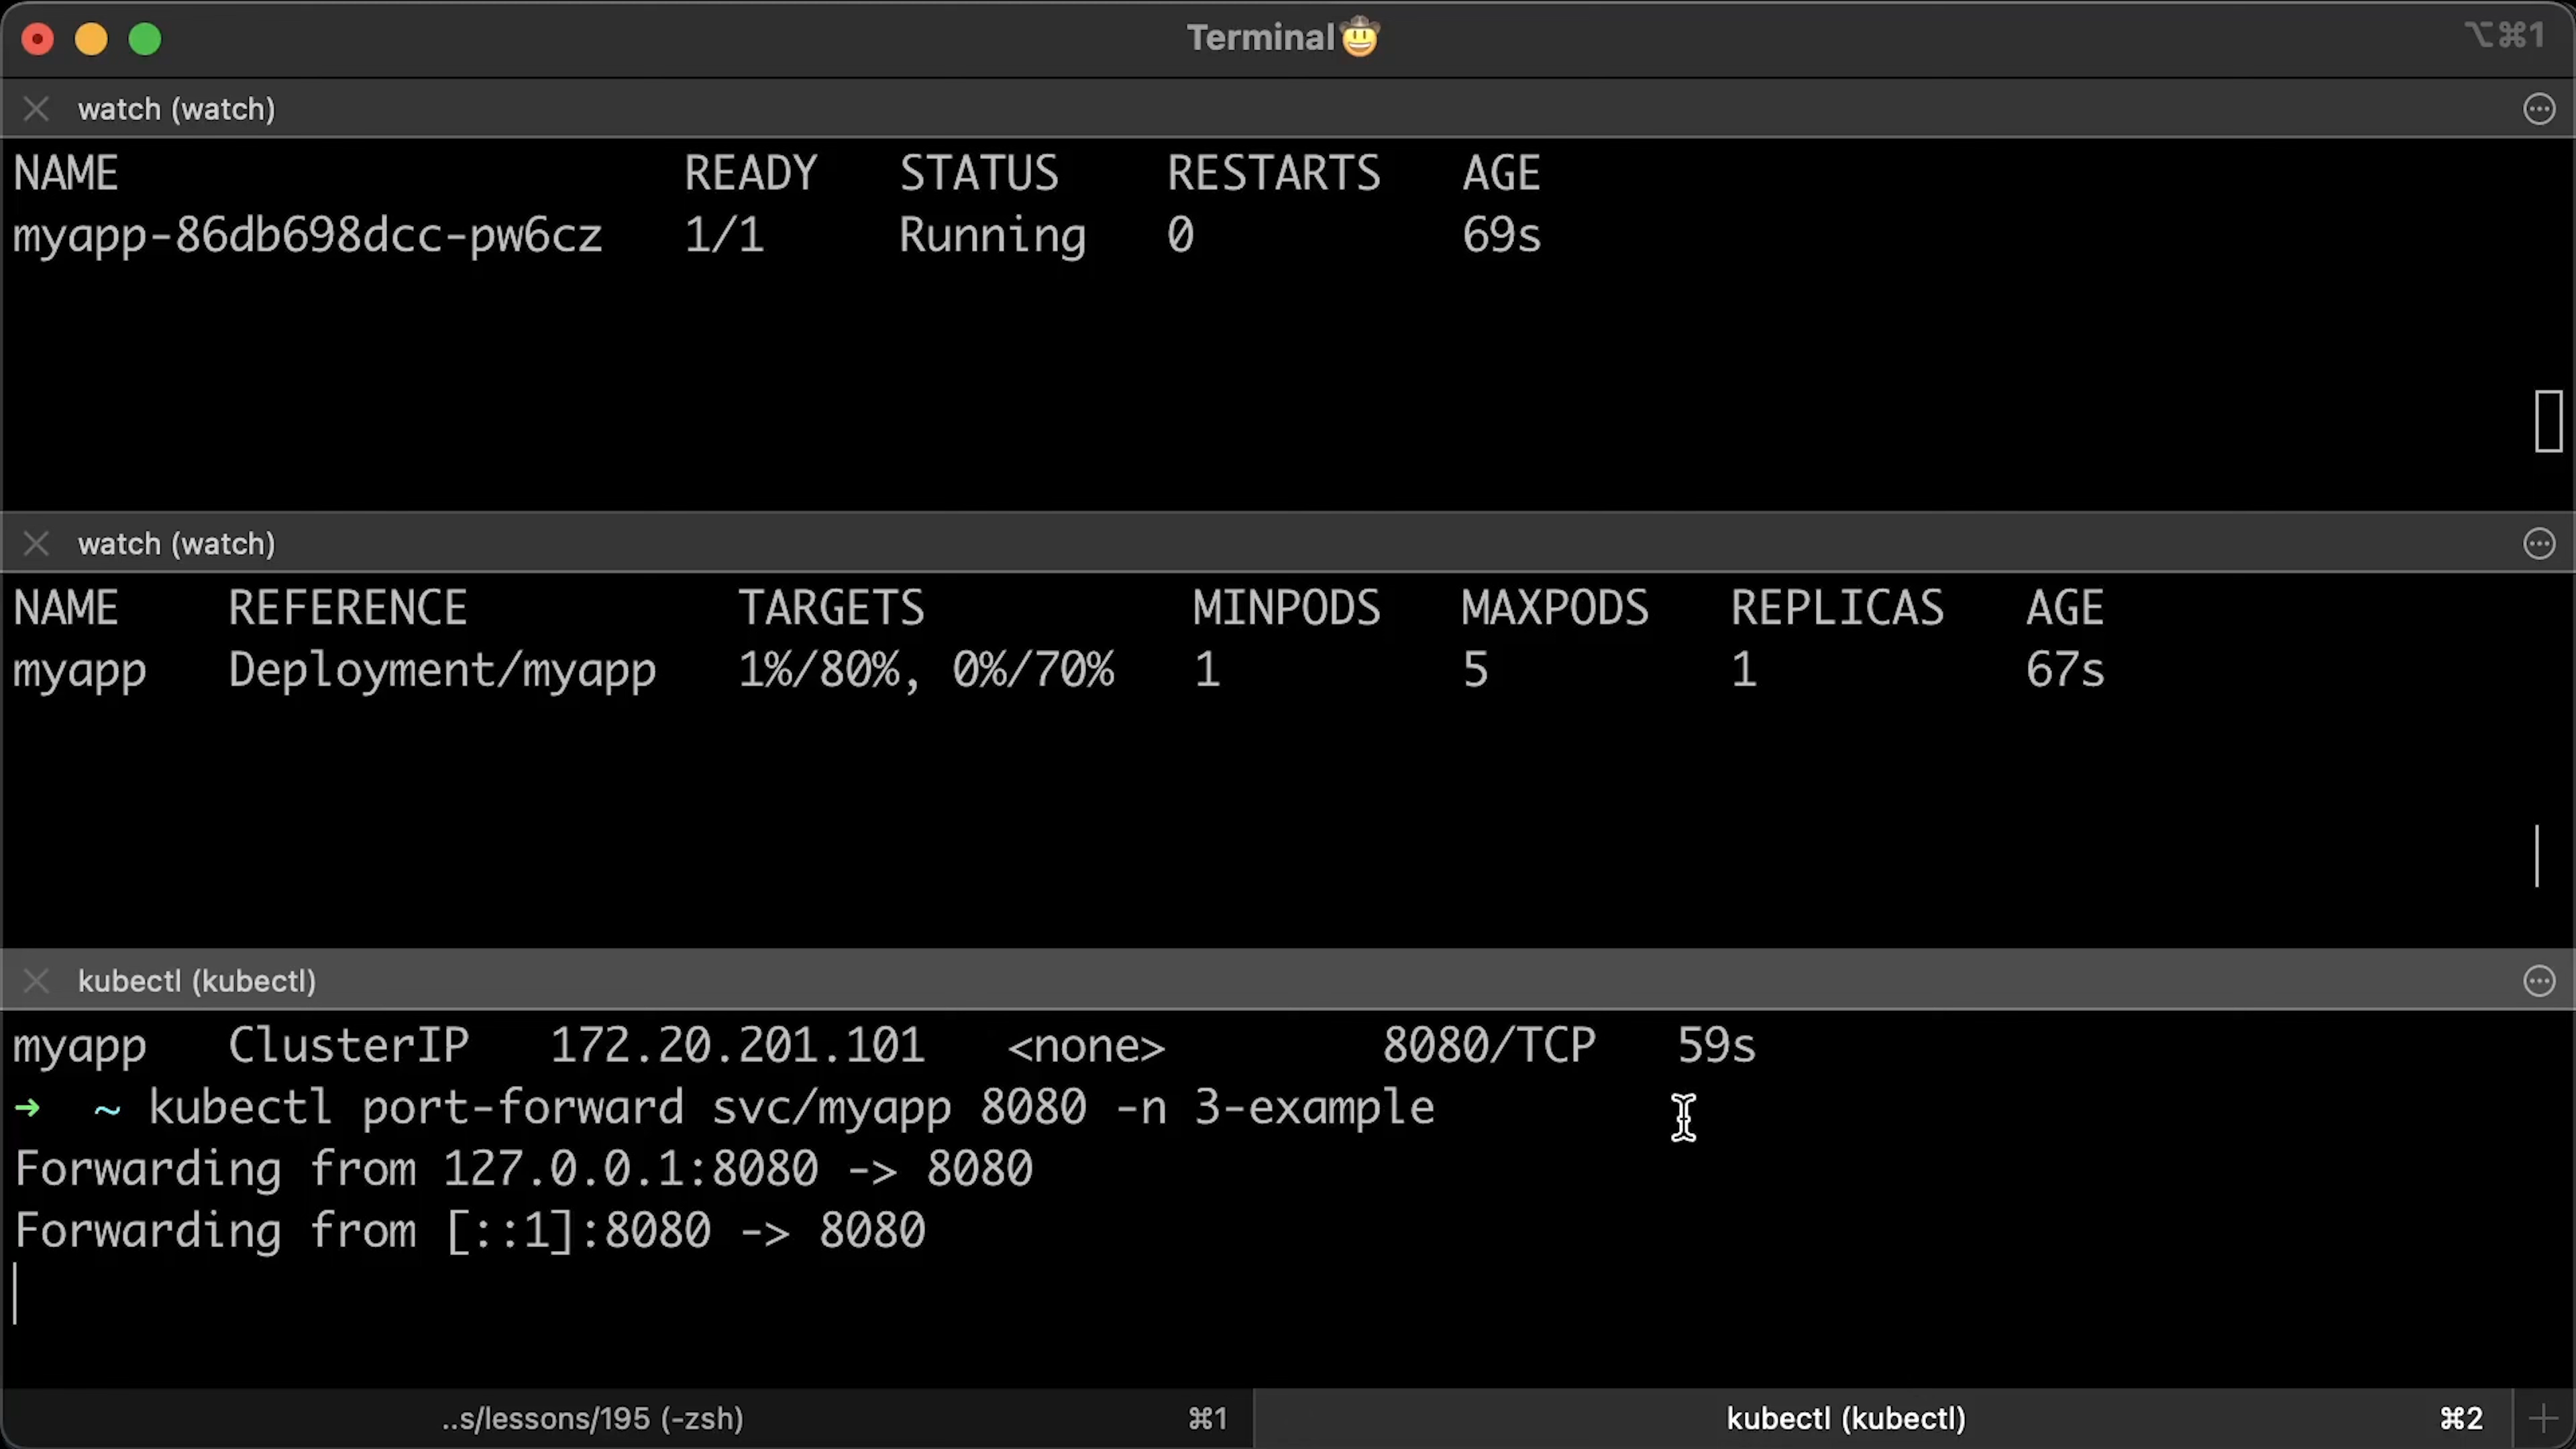 Terminal🤠
⌥⌘1
watch (watch)
NAME READY STATUS RESTARTS AGE
myapp-86db698dcc-pw6cz 1/1 Running 0 69s
watch (watch)
NAME REFERENCE TARGETS MINPODS MAXPODS REPLICAS AGE
myapp Deployment/myapp 1%/80%, 0%/70% 1 5 1 67s
kubectl (kubectl)
myapp ClusterIP 172.20.201.101 <none> 8080/TCP 59s
➜ ~ kubectl port-forward svc/myapp 8080 -n 3-example
Forwarding from 127.0.0.1:8080 -> 8080
Forwarding from [::1]:8080 -> 8080
..s/lessons/195 (-zsh) ⌘1 kubectl (kubectl) ⌘2